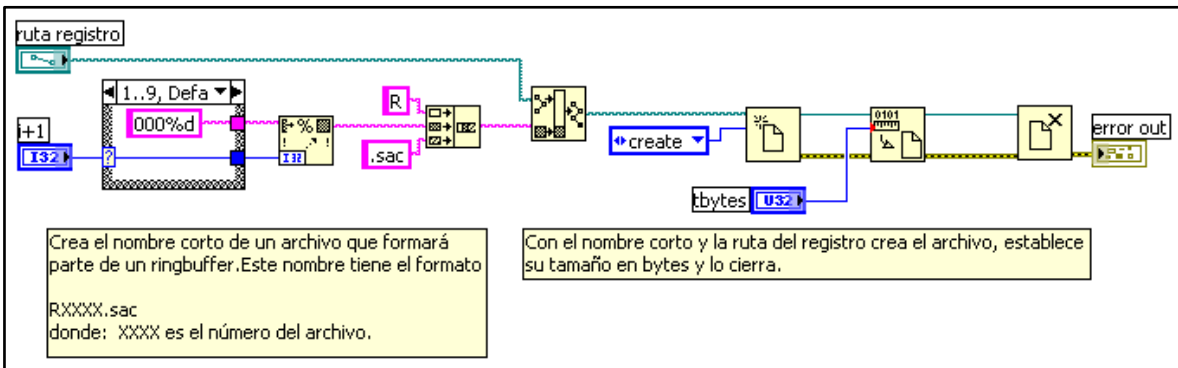 ruta registro
1..9, Defa
000%d
i+1
I32
?
%
I32
R
.sac
create
0101
tbytes
U32
error out
Crea el nombre corto de un archivo que formará
parte de un ringbuffer.Este nombre tiene el formato
RXXXX.sac
donde: XXXX es el número del archivo.
Con el nombre corto y la ruta del registro crea el archivo, establece
su tamaño en bytes y lo cierra.